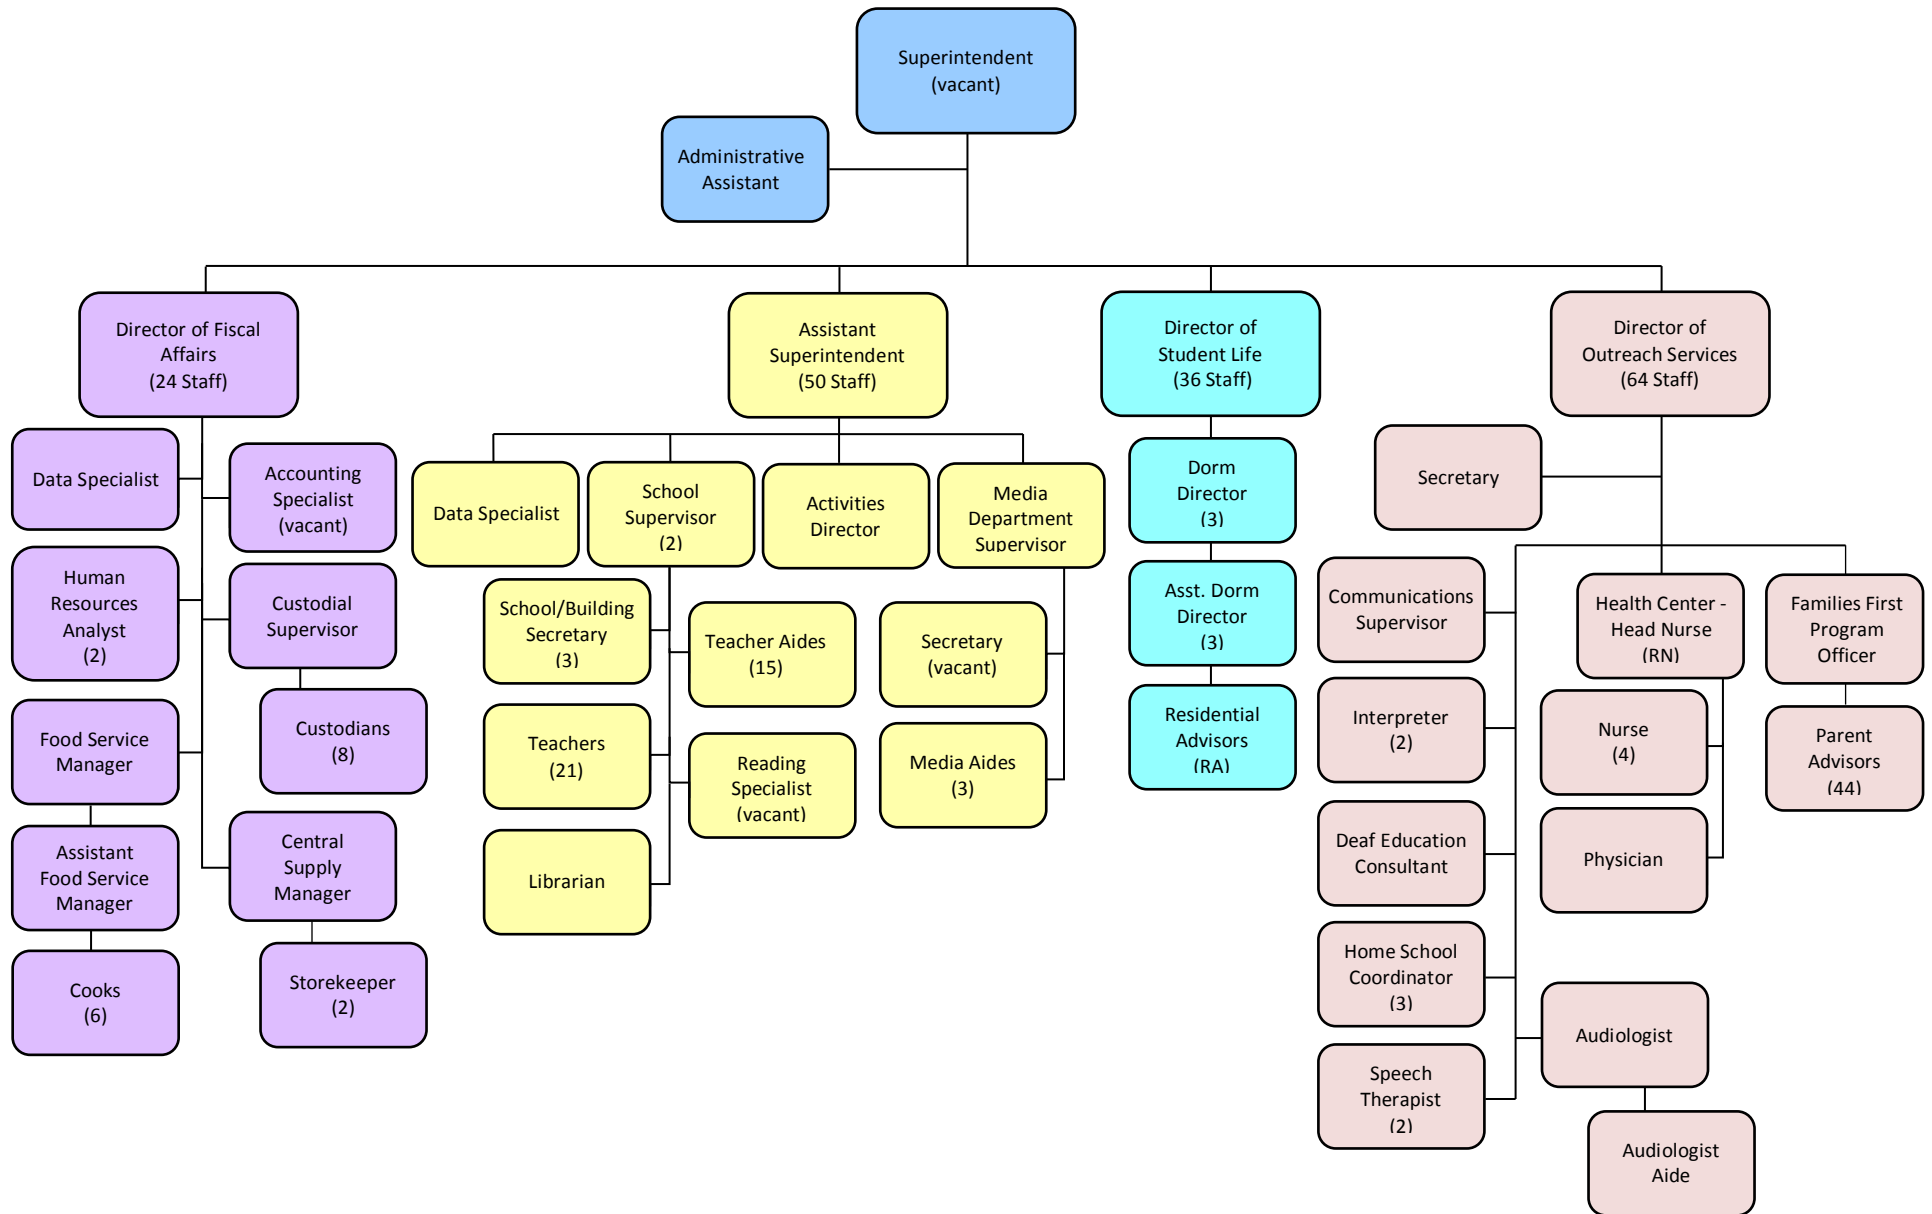 Superintendent
(vacant)
Administrative
Assistant
Director of Fiscal
Affairs
(24 Staff)
Data Specialist
Accounting
Specialist
(vacant)
Human
Resources
Analyst
(2)
Custodial
Supervisor
Custodians
(8)
Food Service
Manager
Assistant
Food Service
Manager
Cooks
(6)
Central
Supply
Manager
Storekeeper
(2)
Assistant
Superintendent
(50 Staff)
Data Specialist
School
Supervisor
(2)
Activities
Director
Media
Department
Supervisor
School/Building
Secretary
(3)
Teacher Aides
(15)
Teachers
(21)
Reading
Specialist
(vacant)
Librarian
Secretary
(vacant)
Media Aides
(3)
Director of
Student Life
(36 Staff)
Dorm
Director
(3)
Asst. Dorm
Director
(3)
Residential
Advisors
(RA)
Director of
Outreach Services
(64 Staff)
Secretary
Communications
Supervisor
Interpreter
(2)
Deaf Education
Consultant
Home School
Coordinator
(3)
Speech
Therapist
(2)
Audiologist
Audiologist
Aide
Health Center -
Head Nurse
(RN)
Nurse
(4)
Physician
Families First
Program
Officer
Parent
Advisors
(44)